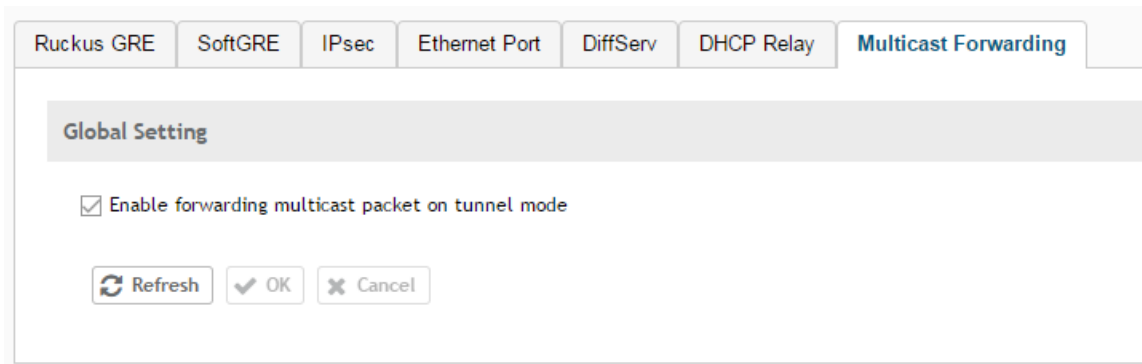 Ruckus GRE SoftGRE IPsec Ethernet Port DiffServ DHCP Relay Multicast Forwarding
Global Setting
Enable forwarding multicast packet on tunnel mode
Refresh OK Cancel